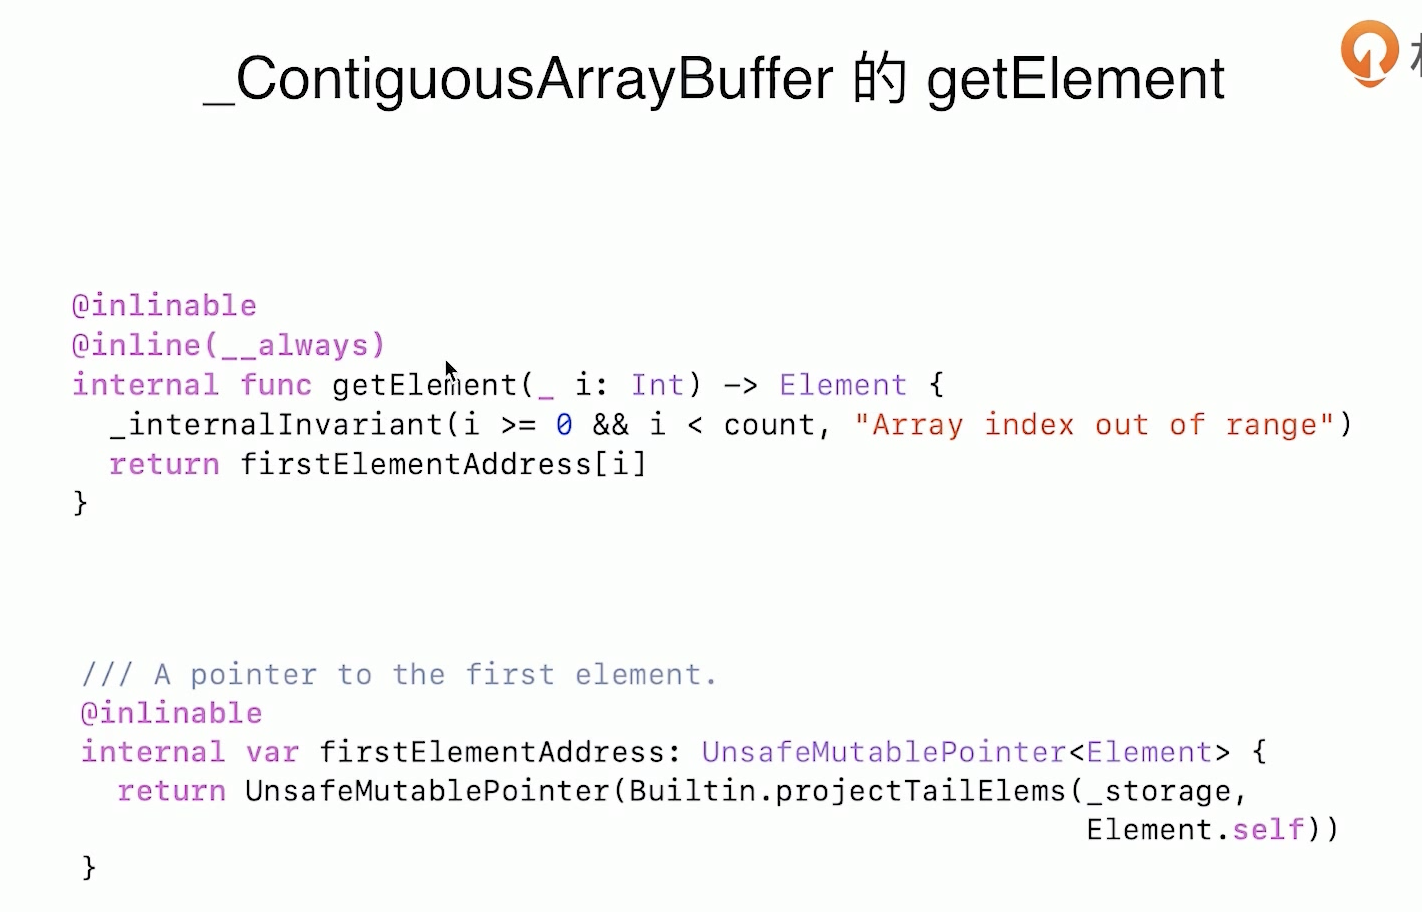 _ContiguousArrayBuffer 的 getElement
@inlinable
@inline(__always)
internal func getElement(_ i: Int) -> Element {
  _internalInvariant(i >= 0 && i < count, "Array index out of range")
  return firstElementAddress[i]
}
/// A pointer to the first element.
@inlinable
internal var firstElementAddress: UnsafeMutablePointer<Element> {
  return UnsafeMutablePointer(Builtin.projectTailElems(_storage,
                                                       Element.self))
}